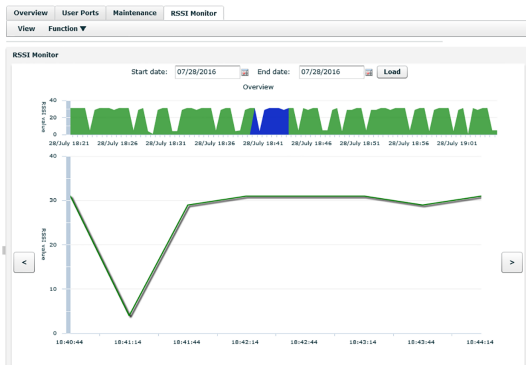 Overview User Ports Maintenance RSSI Monitor
View Function ▼
RSSI Monitor
Start date: 07/28/2016 End date: 07/28/2016 Load
Overview
RSSI value
40
20
0
28/July 18:21 28/July 18:26 28/July 18:31 28/July 18:36 28/July 18:41 28/July 18:46 28/July 18:51 28/July 18:56 28/July 19:01
RSSI value
40
30
20
10
0
<
>
18:40:44 18:41:14 18:41:44 18:42:14 18:42:44 18:43:14 18:43:44 18:44:14